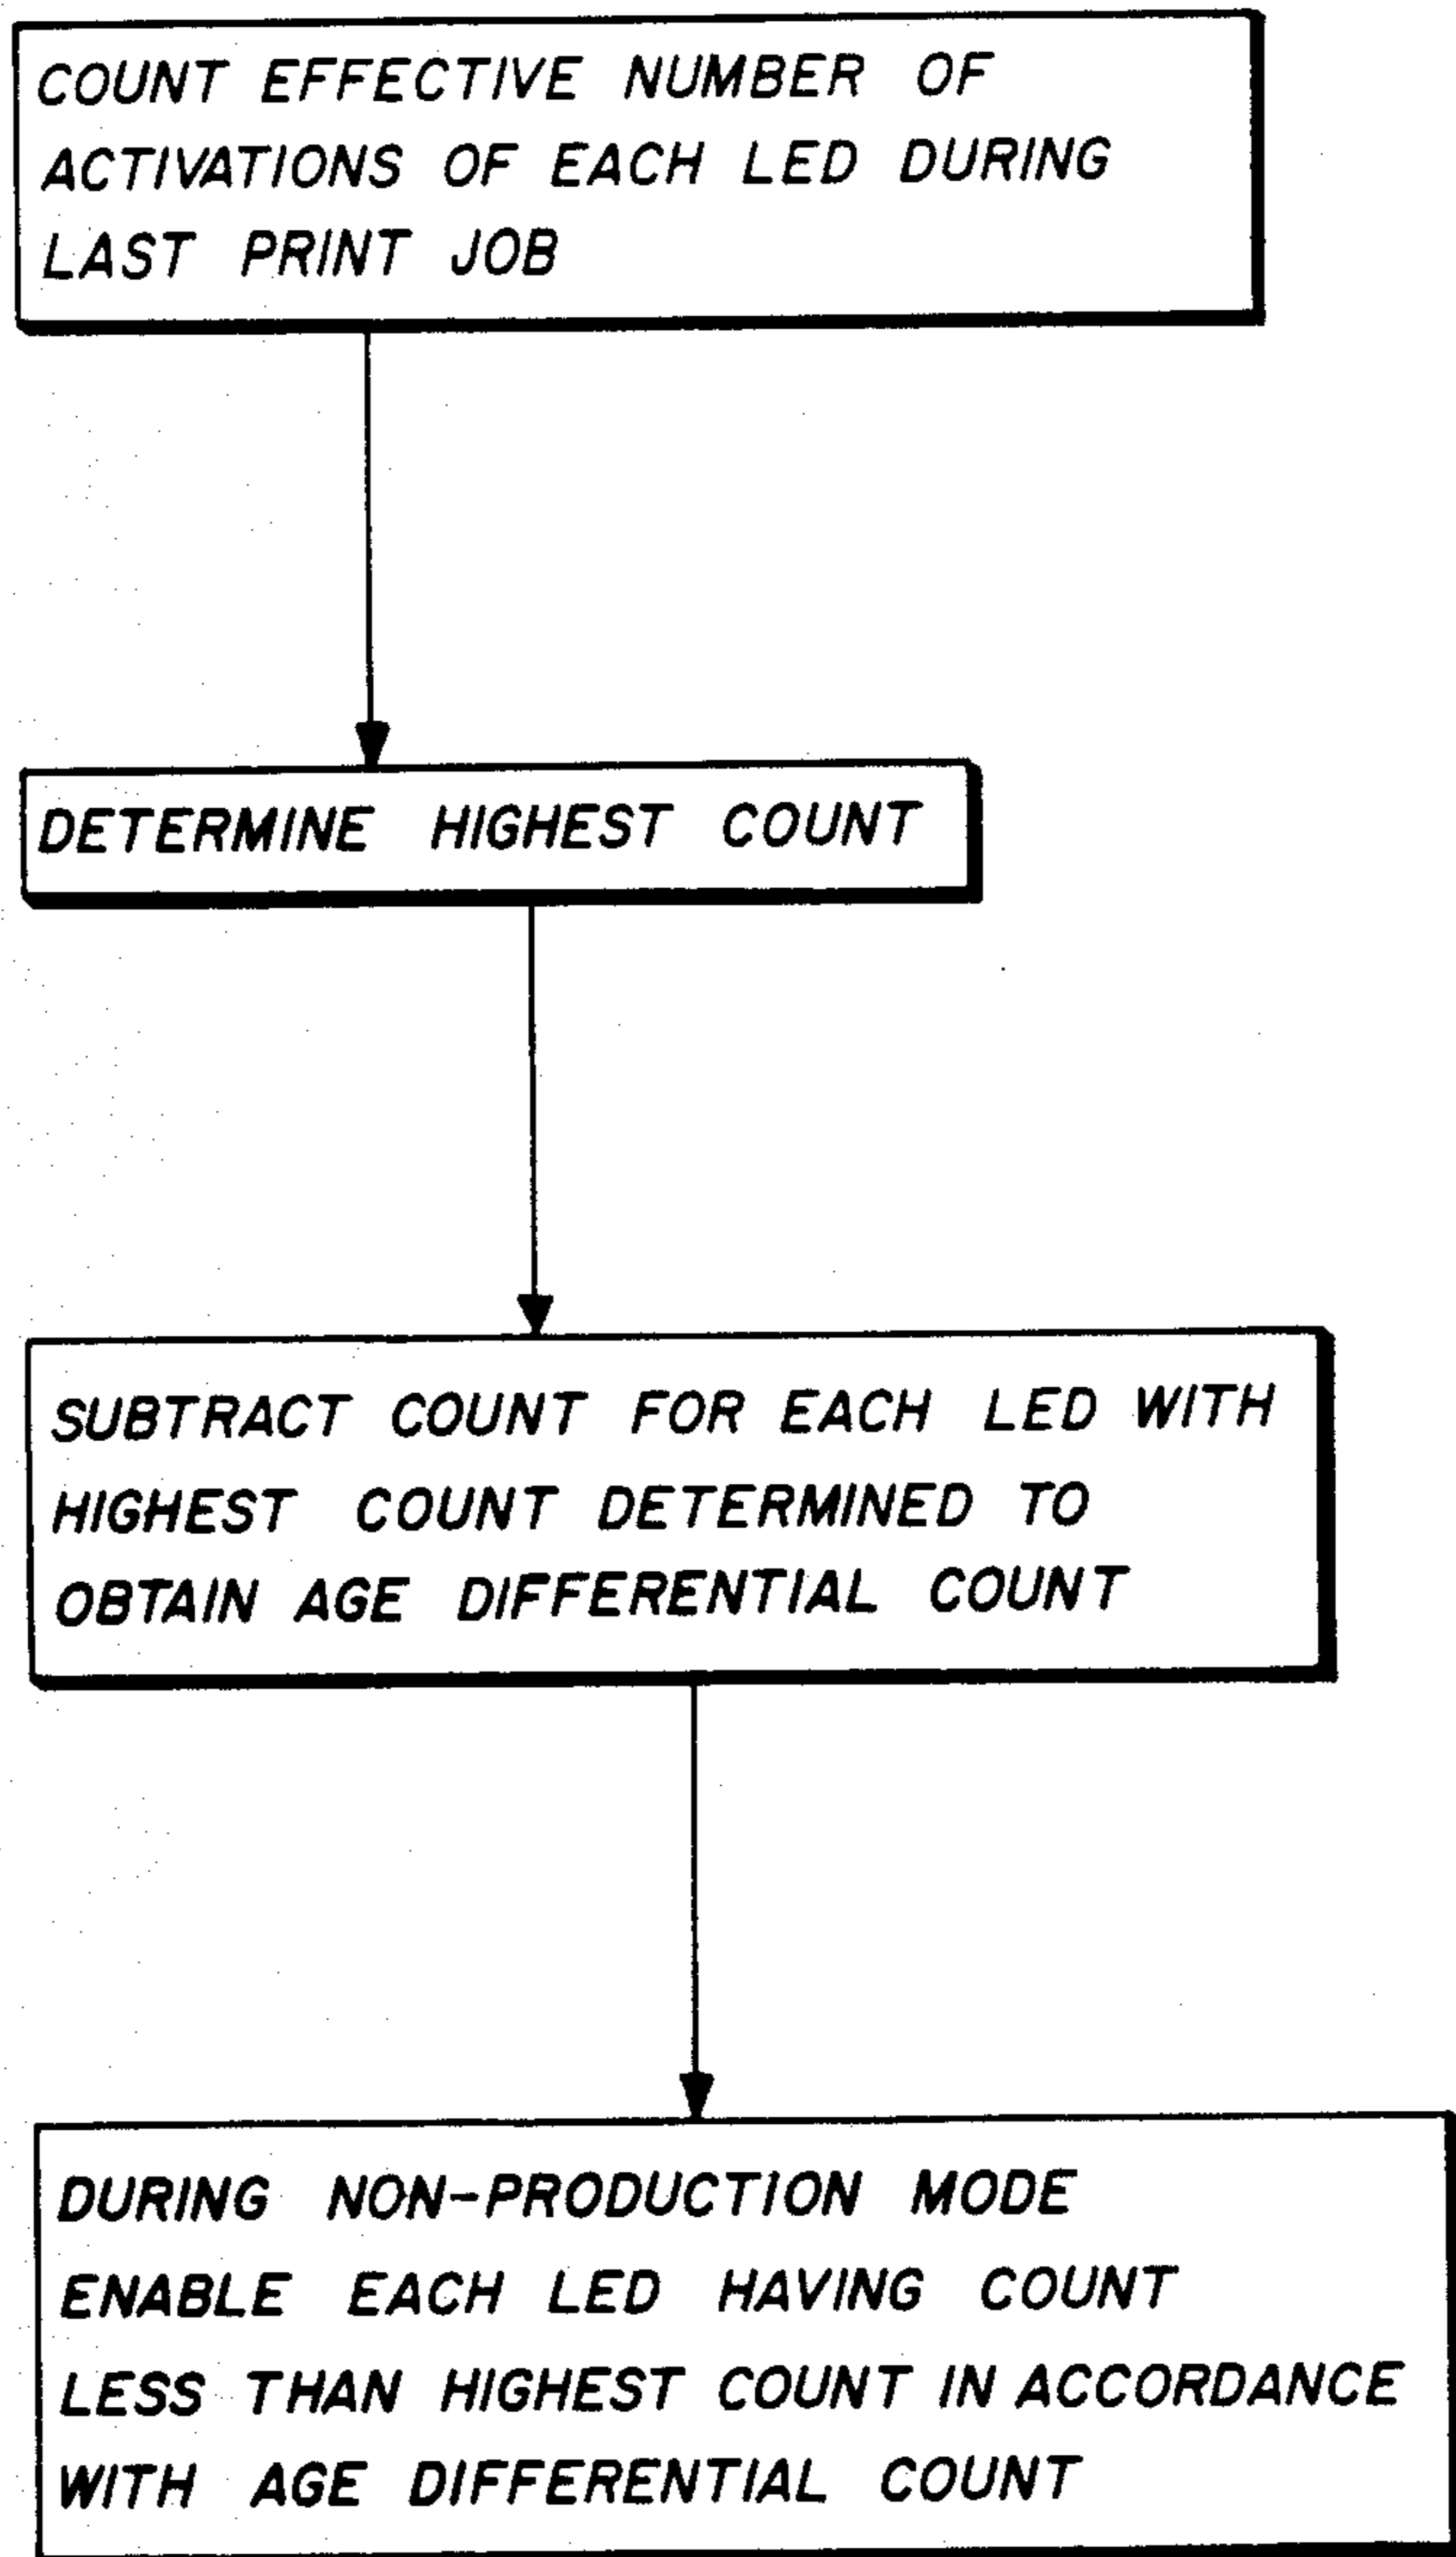 COUNT EFFECTIVE NUMBER OF
ACTIVATIONS OF EACH LED DURING
LAST PRINT JOB
DETERMINE HIGHEST COUNT
SUBTRACT COUNT FOR EACH LED WITH
HIGHEST COUNT DETERMINED TO
OBTAIN AGE DIFFERENTIAL COUNT
DURING NON-PRODUCTION MODE
ENABLE EACH LED HAVING COUNT
LESS THAN HIGHEST COUNT IN ACCORDANCE
WITH AGE DIFFERENTIAL COUNT